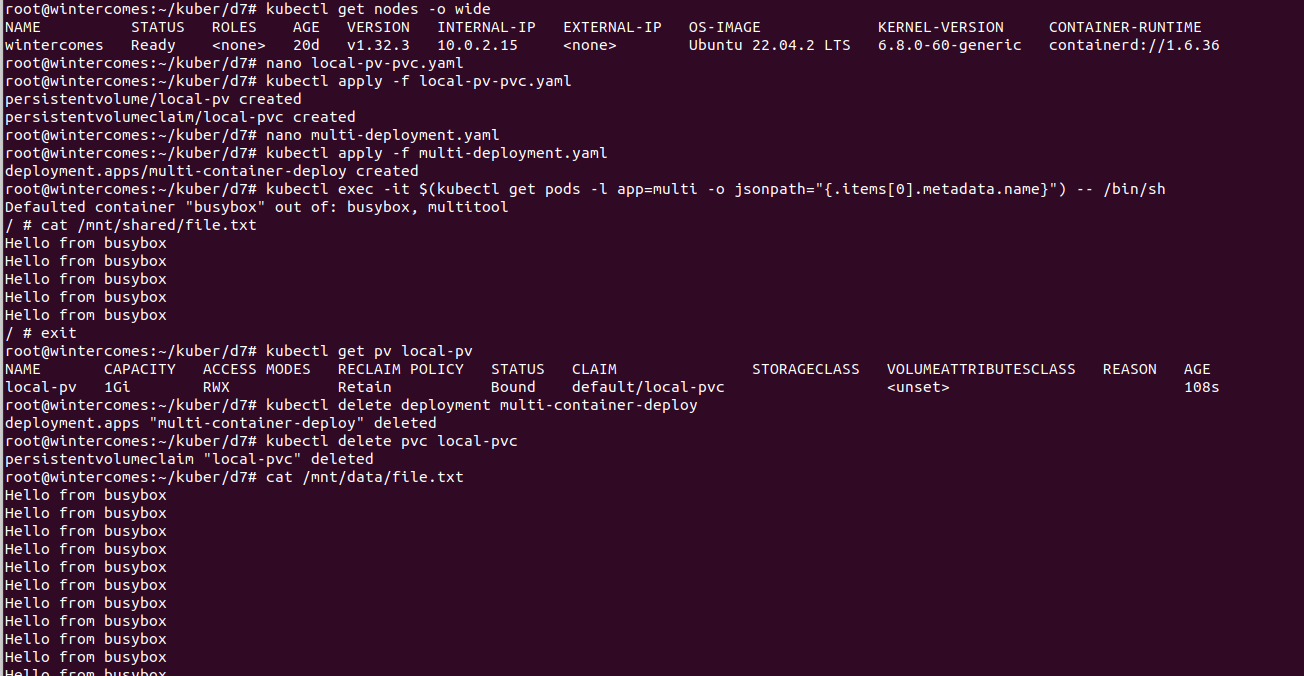 root@wintercomes:~/kuber/d7# kubectl get nodes -o wide
NAME STATUS ROLES AGE VERSION INTERNAL-IP EXTERNAL-IP OS-IMAGE KERNEL-VERSION CONTAINER-RUNTIME
wintercomes Ready <none> 20d v1.32.3 10.0.2.15 <none> Ubuntu 22.04.2 LTS 6.8.0-60-generic containerd://1.6.36
root@wintercomes:~/kuber/d7# nano local-pv-pvc.yaml
root@wintercomes:~/kuber/d7# kubectl apply -f local-pv-pvc.yaml
persistentvolume/local-pv created
persistentvolumeclaim/local-pvc created
root@wintercomes:~/kuber/d7# nano multi-deployment.yaml
root@wintercomes:~/kuber/d7# kubectl apply -f multi-deployment.yaml
deployment.apps/multi-container-deploy created
root@wintercomes:~/kuber/d7# kubectl exec -it $(kubectl get pods -l app=multi -o jsonpath="{.items[0].metadata.name}") -- /bin/sh
Defaulted container "busybox" out of: busybox, multitool
/ # cat /mnt/shared/file.txt
Hello from busybox
Hello from busybox
Hello from busybox
Hello from busybox
Hello from busybox
/ # exit
root@wintercomes:~/kuber/d7# kubectl get pv local-pv
NAME CAPACITY ACCESS MODES RECLAIM POLICY STATUS CLAIM STORAGECLASS VOLUMEATTRIBUTESCLASS REASON AGE
local-pv 1Gi RWX Retain Bound default/local-pvc <unset> 108s
root@wintercomes:~/kuber/d7# kubectl delete deployment multi-container-deploy
deployment.apps "multi-container-deploy" deleted
root@wintercomes:~/kuber/d7# kubectl delete pvc local-pvc
persistentvolumeclaim "local-pvc" deleted
root@wintercomes:~/kuber/d7# cat /mnt/data/file.txt
Hello from busybox
Hello from busybox
Hello from busybox
Hello from busybox
Hello from busybox
Hello from busybox
Hello from busybox
Hello from busybox
Hello from busybox
Hello from busybox
Hello from busybox